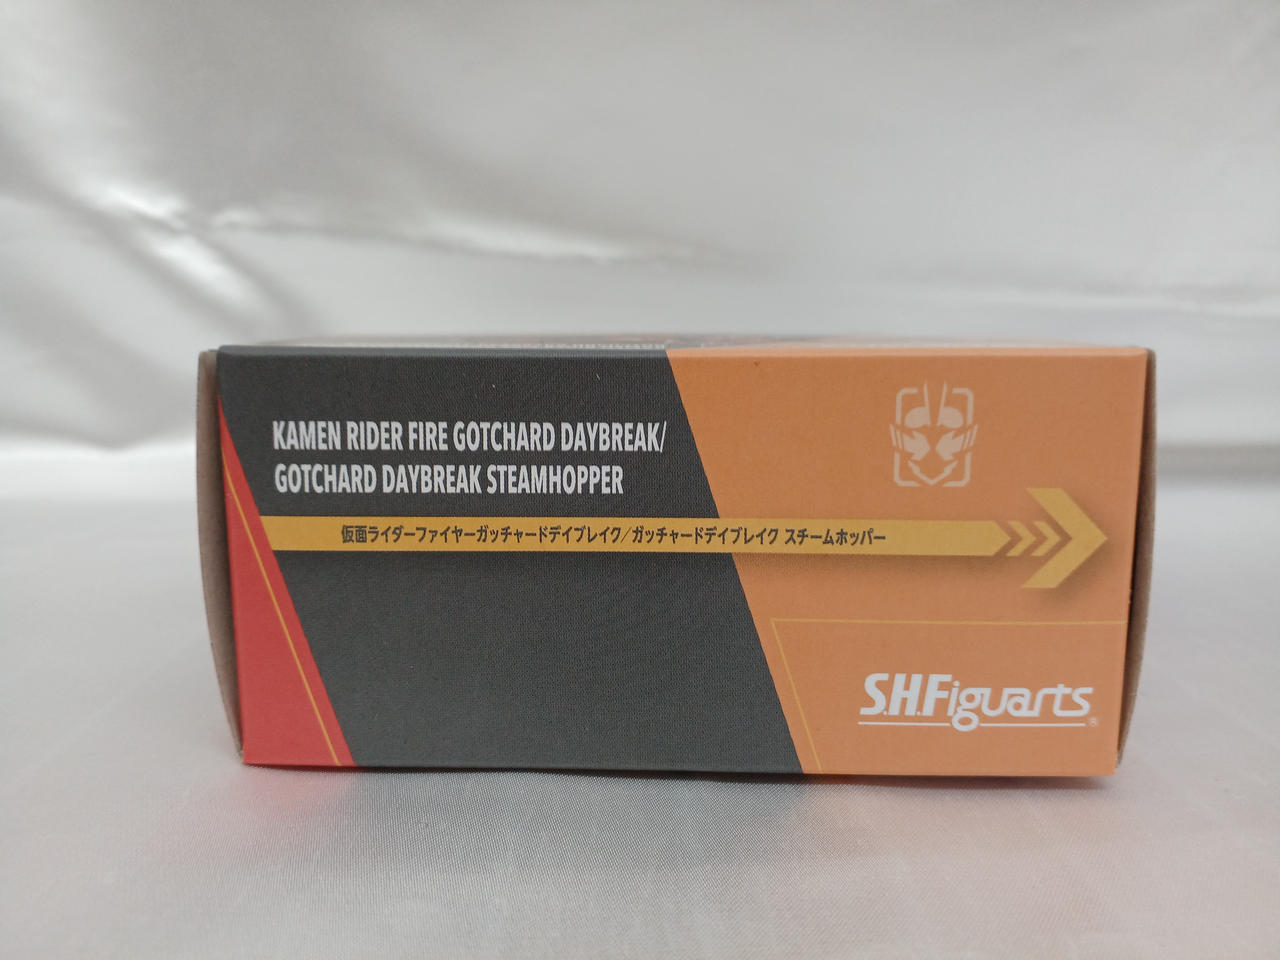 KAMEN RIDER FIRE GOTCHARD DAYBREAK/
GOTCHARD DAYBREAK STEAMHOPPER
仮面ライダーファイヤーガッチャードデイブレイク/ガッチャードデイブレイク スチームホッパー
S.H.Figuarts®